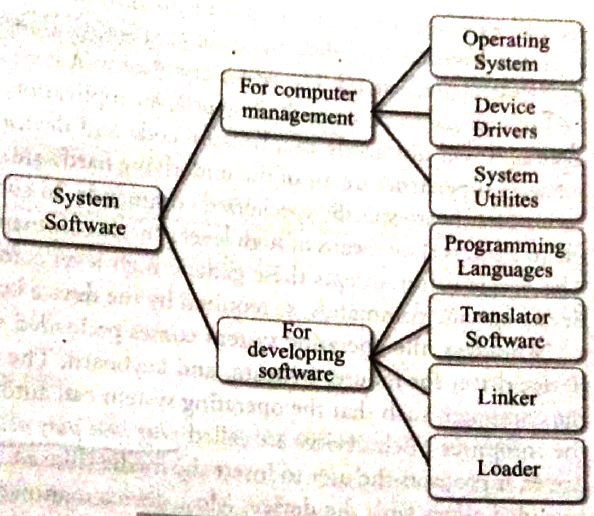 System
Software
For computer
management
Operating
System
Device
Drivers
System
Utilites
For
developing
software
Programming
Languages
Translator
Software
Linker
Loader